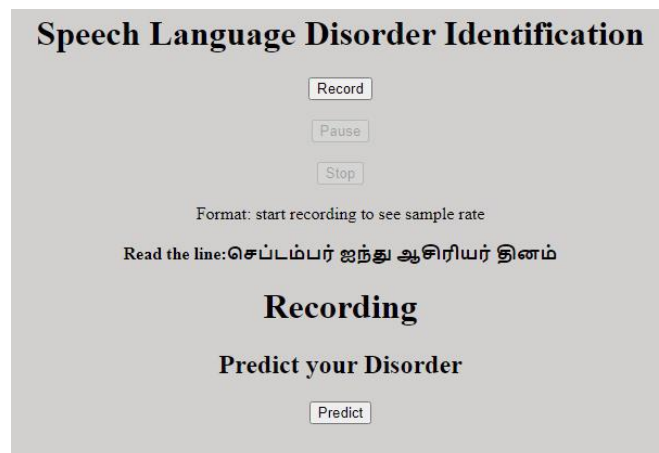 Speech Language Disorder Identification
Record
Pause
Stop
Format: start recording to see sample rate
Read the line:செப்டம்பர் ஐந்து ஆசிரியர் தினம்
Recording
Predict your Disorder
Predict